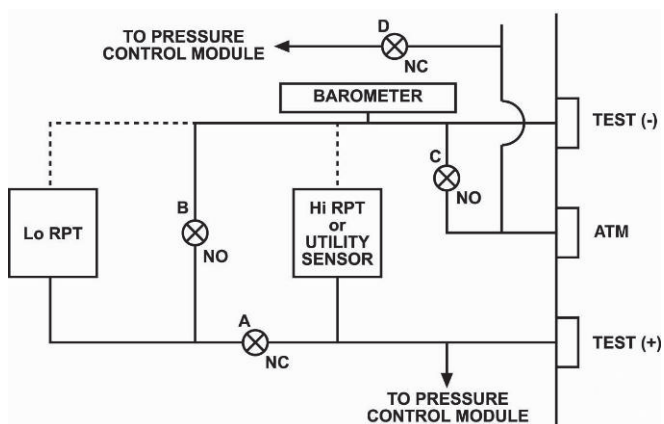 D
TO PRESSURE
CONTROL MODULE
NC
BAROMETER
TEST (-)
C
NO
B
NO
Lo RPT
Hi RPT
or
UTILITY
SENSOR
ATM
A
NC
TEST (+)
TO PRESSURE
CONTROL MODULE